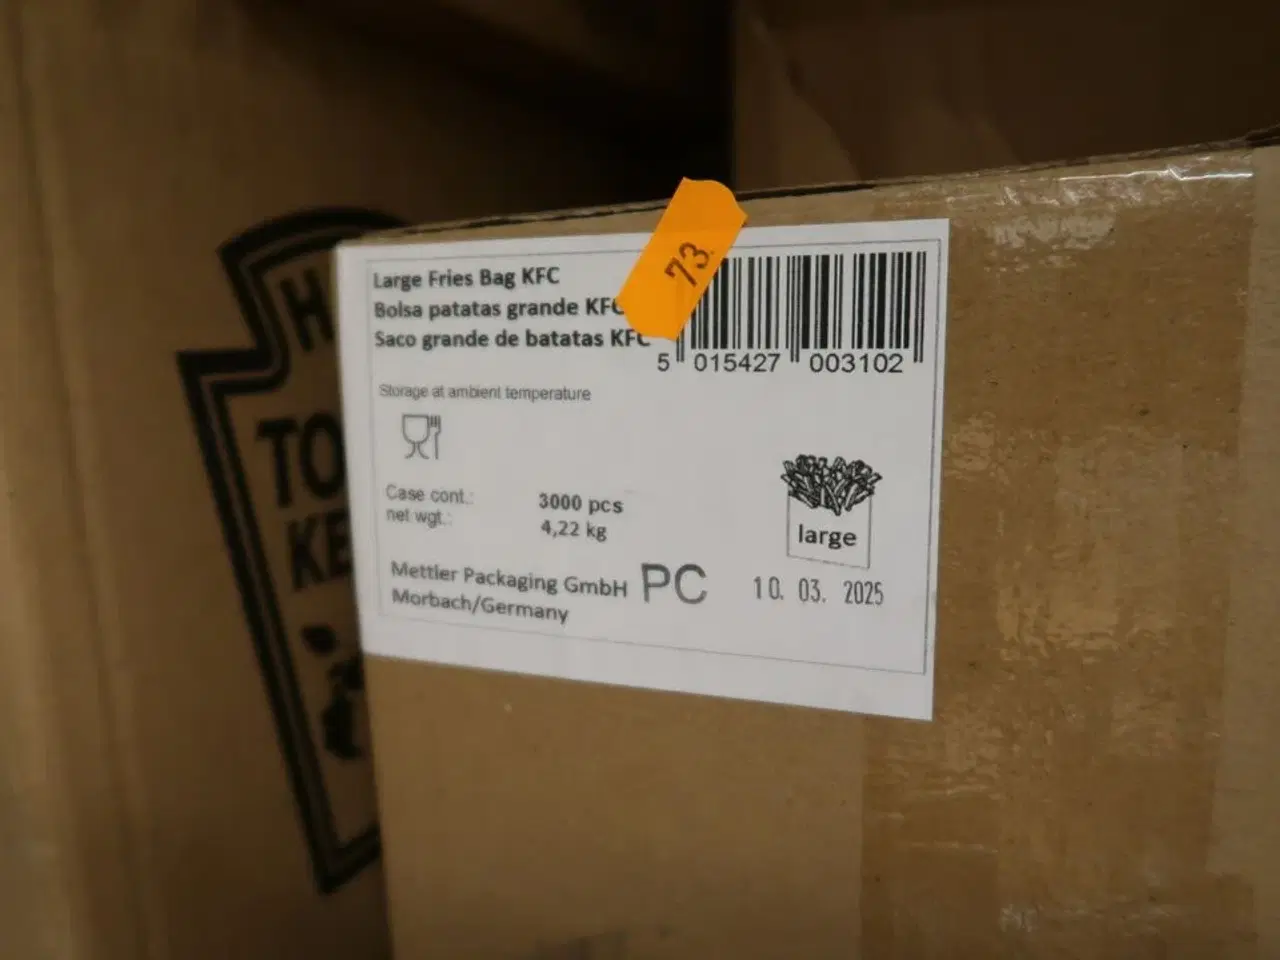 Large Fries Bag KFC
Bolsa patatas grande KFC
Saco grande de batatas KFC
73.
5 015427 003102
Storage at ambient temperature
Case cont.: 3000 pcs
net wgt.: 4,22 kg
large
Mettler Packaging GmbH
Morbach/Germany
PC
10. 03. 2025
H
TO
KE